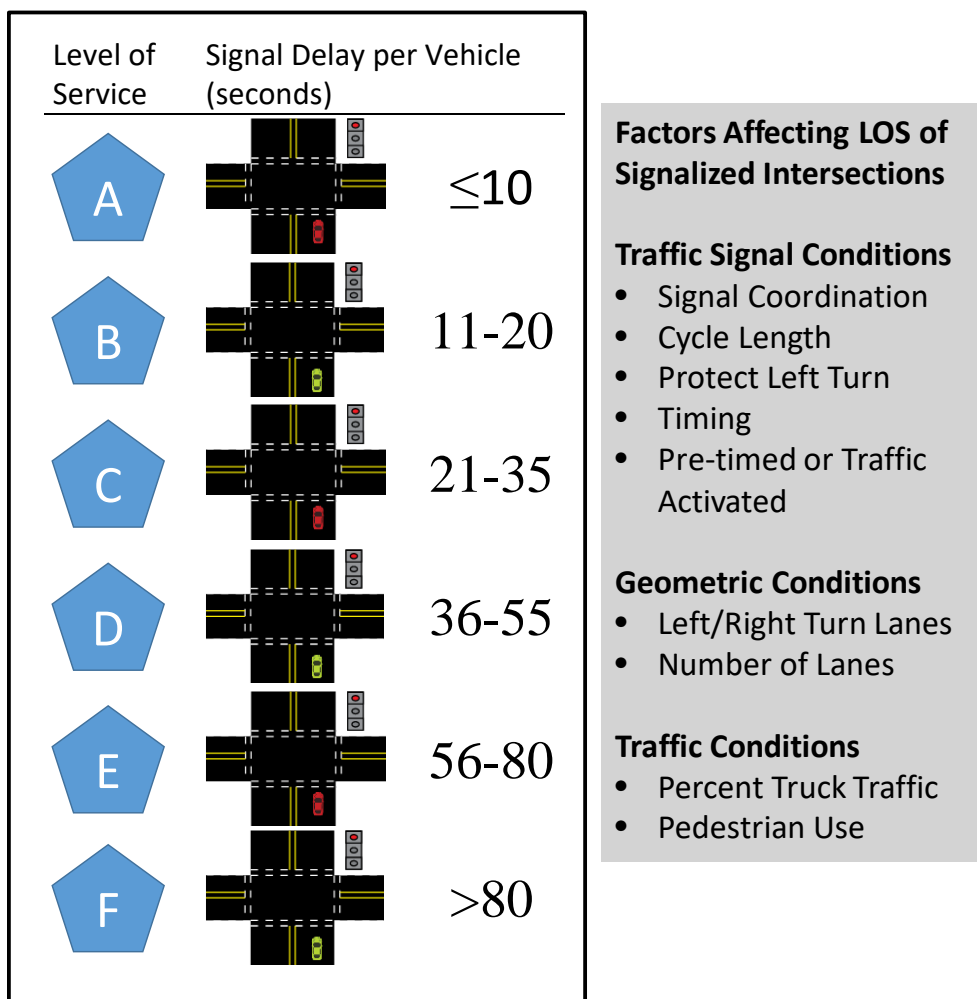 Level of Service
Signal Delay per Vehicle (seconds)
A
≤10
B
11-20
C
21-35
D
36-55
E
56-80
F
>80
Factors Affecting LOS of
Signalized Intersections
Traffic Signal Conditions
• Signal Coordination
• Cycle Length
• Protect Left Turn
• Timing
• Pre-timed or Traffic
Activated
Geometric Conditions
• Left/Right Turn Lanes
• Number of Lanes
Traffic Conditions
• Percent Truck Traffic
• Pedestrian Use